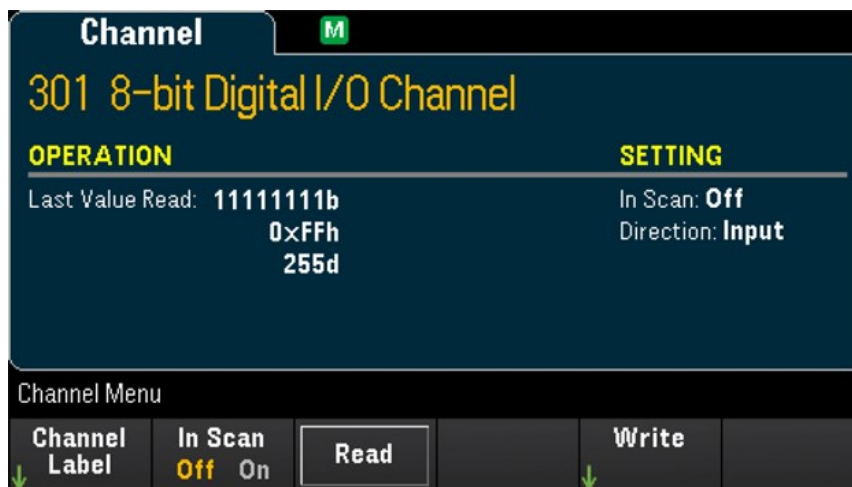 Channel
M
301 8-bit Digital I/O Channel
OPERATION
SETTING
Last Value Read: 11111111b
0xFFh
255d
In Scan: Off
Direction: Input
Channel Menu
Channel
Label
In Scan
Off On
Read
Write